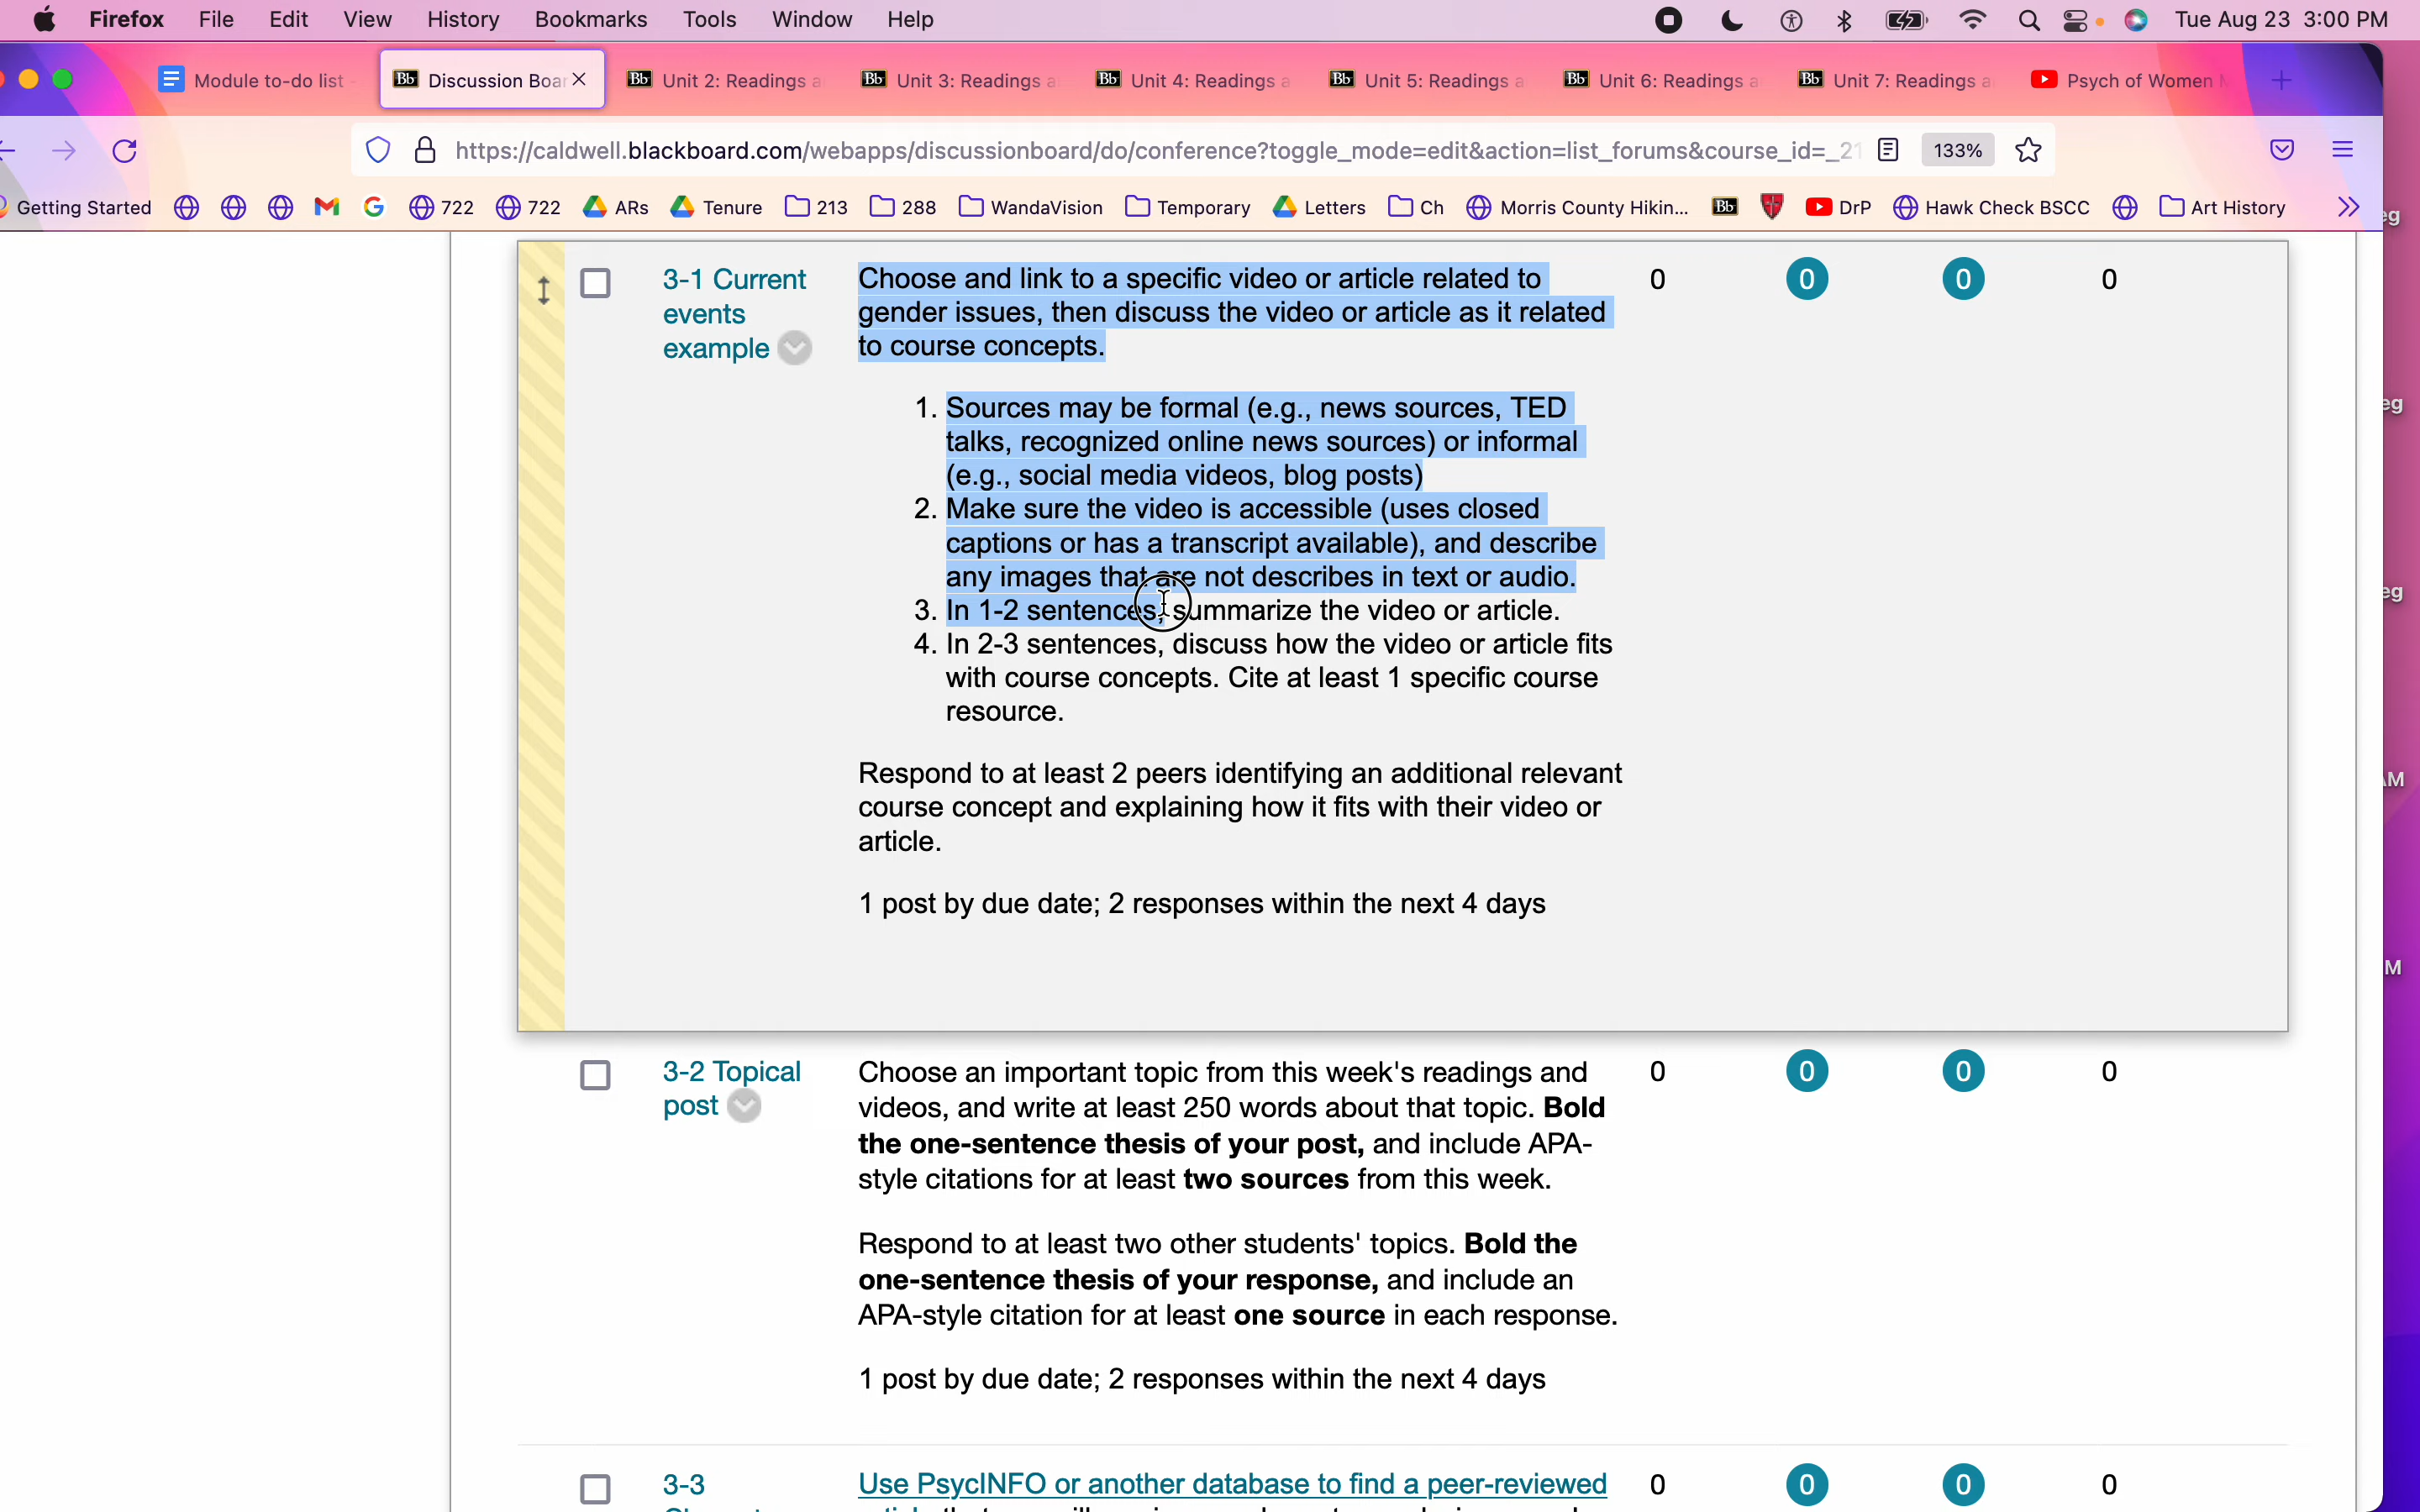 Firefox File Edit View History Bookmarks Tools Window Help Tue Aug 23 3:00 PM
Module to-do list - Bb Discussion Boar Bb Unit 2: Readings a Bb Unit 3: Readings a Bb Unit 4: Readings a Bb Unit 5: Readings a Bb Unit 6: Readings a Bb Unit 7: Readings a Psych of Women
https://caldwell.blackboard.com/webapps/discussionboard/do/conference?toggle_mode=edit&action=list_forums&course_id=_21 133%
Getting Started 722 722 ARs Tenure 213 288 WandaVision Temporary Letters Ch Morris County Hikin... Bb DrP Hawk Check BSCC Art History
eg
eg
eg
AM
M
3-1 Current
events
example
Choose and link to a specific video or article related to
gender issues, then discuss the video or article as it related
to course concepts.
0 0 0 0
1. Sources may be formal (e.g., news sources, TED
talks, recognized online news sources) or informal
(e.g., social media videos, blog posts)
2. Make sure the video is accessible (uses closed
captions or has a transcript available), and describe
any images that are not describes in text or audio.
3. In 1-2 sentences, summarize the video or article.
4. In 2-3 sentences, discuss how the video or article fits
with course concepts. Cite at least 1 specific course
resource.
Respond to at least 2 peers identifying an additional relevant
course concept and explaining how it fits with their video or
article.
1 post by due date; 2 responses within the next 4 days
3-2 Topical
post
Choose an important topic from this week's readings and
videos, and write at least 250 words about that topic. Bold
the one-sentence thesis of your post, and include APA-
style citations for at least two sources from this week.
0 0 0 0
Respond to at least two other students' topics. Bold the
one-sentence thesis of your response, and include an
APA-style citation for at least one source in each response.
1 post by due date; 2 responses within the next 4 days
3-3
Use PsycINFO or another database to find a peer-reviewed
0 0 0 0